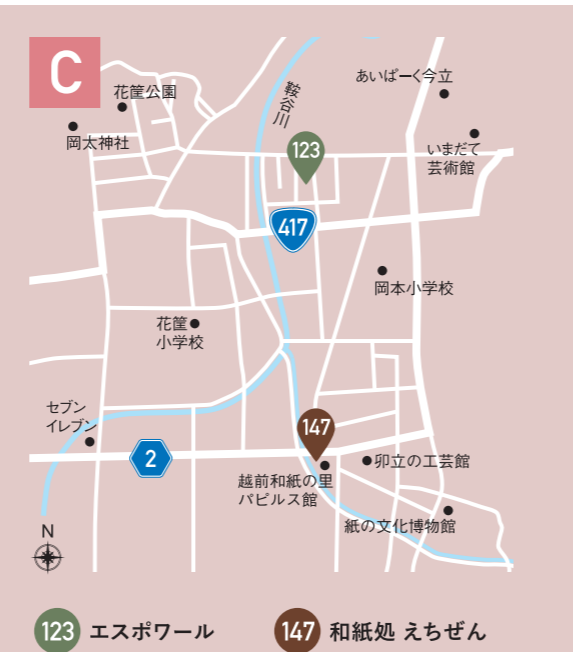 C
花筐公園
岡太神社
鞍谷川
あいぱーく今立
いまだて
芸術館
123
417
岡本小学校
花筐
小学校
セブン
イレブン
147
2
越前和紙の里
パピルス館
卯立の工芸館
紙の文化博物館
N
123 エスポワール
147 和紙処 えちぜん